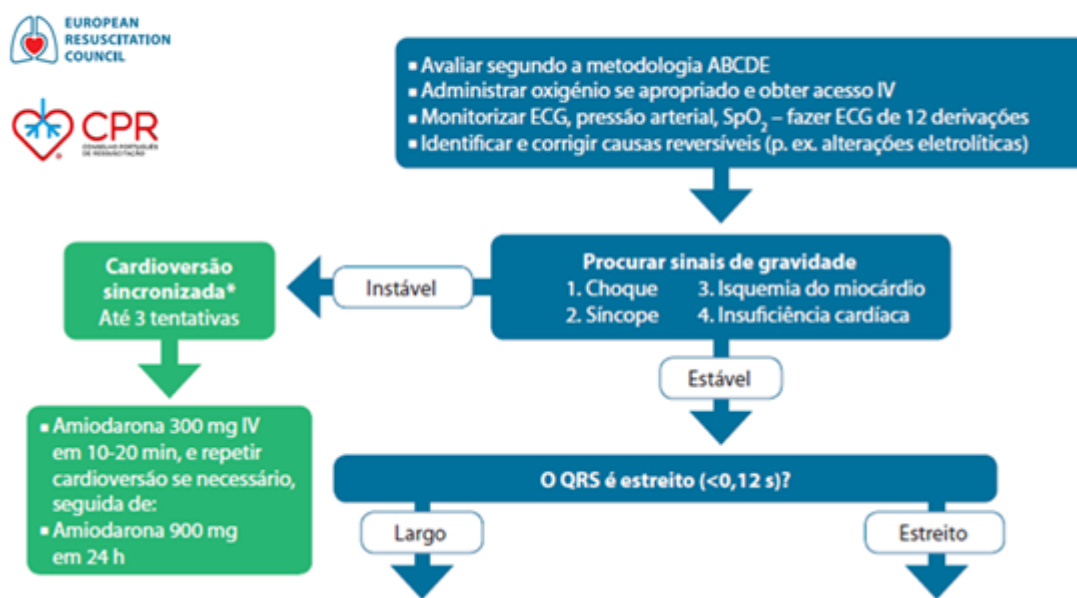 EUROPEAN
RESUSCITATION
COUNCIL
CPR
CONSELHO PORTUGUÊS
DE RESSUSCITAÇÃO
▪ Avaliar segundo a metodologia ABCDE
▪ Administrar oxigénio se apropriado e obter acesso IV
▪ Monitorizar ECG, pressão arterial, SpO₂ – fazer ECG de 12 derivações
▪ Identificar e corrigir causas reversíveis (p. ex. alterações eletrolíticas)
Cardioversão
sincronizada*
Até 3 tentativas
Instável
Procurar sinais de gravidade
1. Choque 3. Isquemia do miocárdio
2. Síncope 4. Insuficiência cardíaca
Estável
▪ Amiodarona 300 mg IV
em 10-20 min, e repetir
cardioversão se necessário,
seguida de:
▪ Amiodarona 900 mg
em 24 h
O QRS é estreito (<0,12 s)?
Largo
Estreito